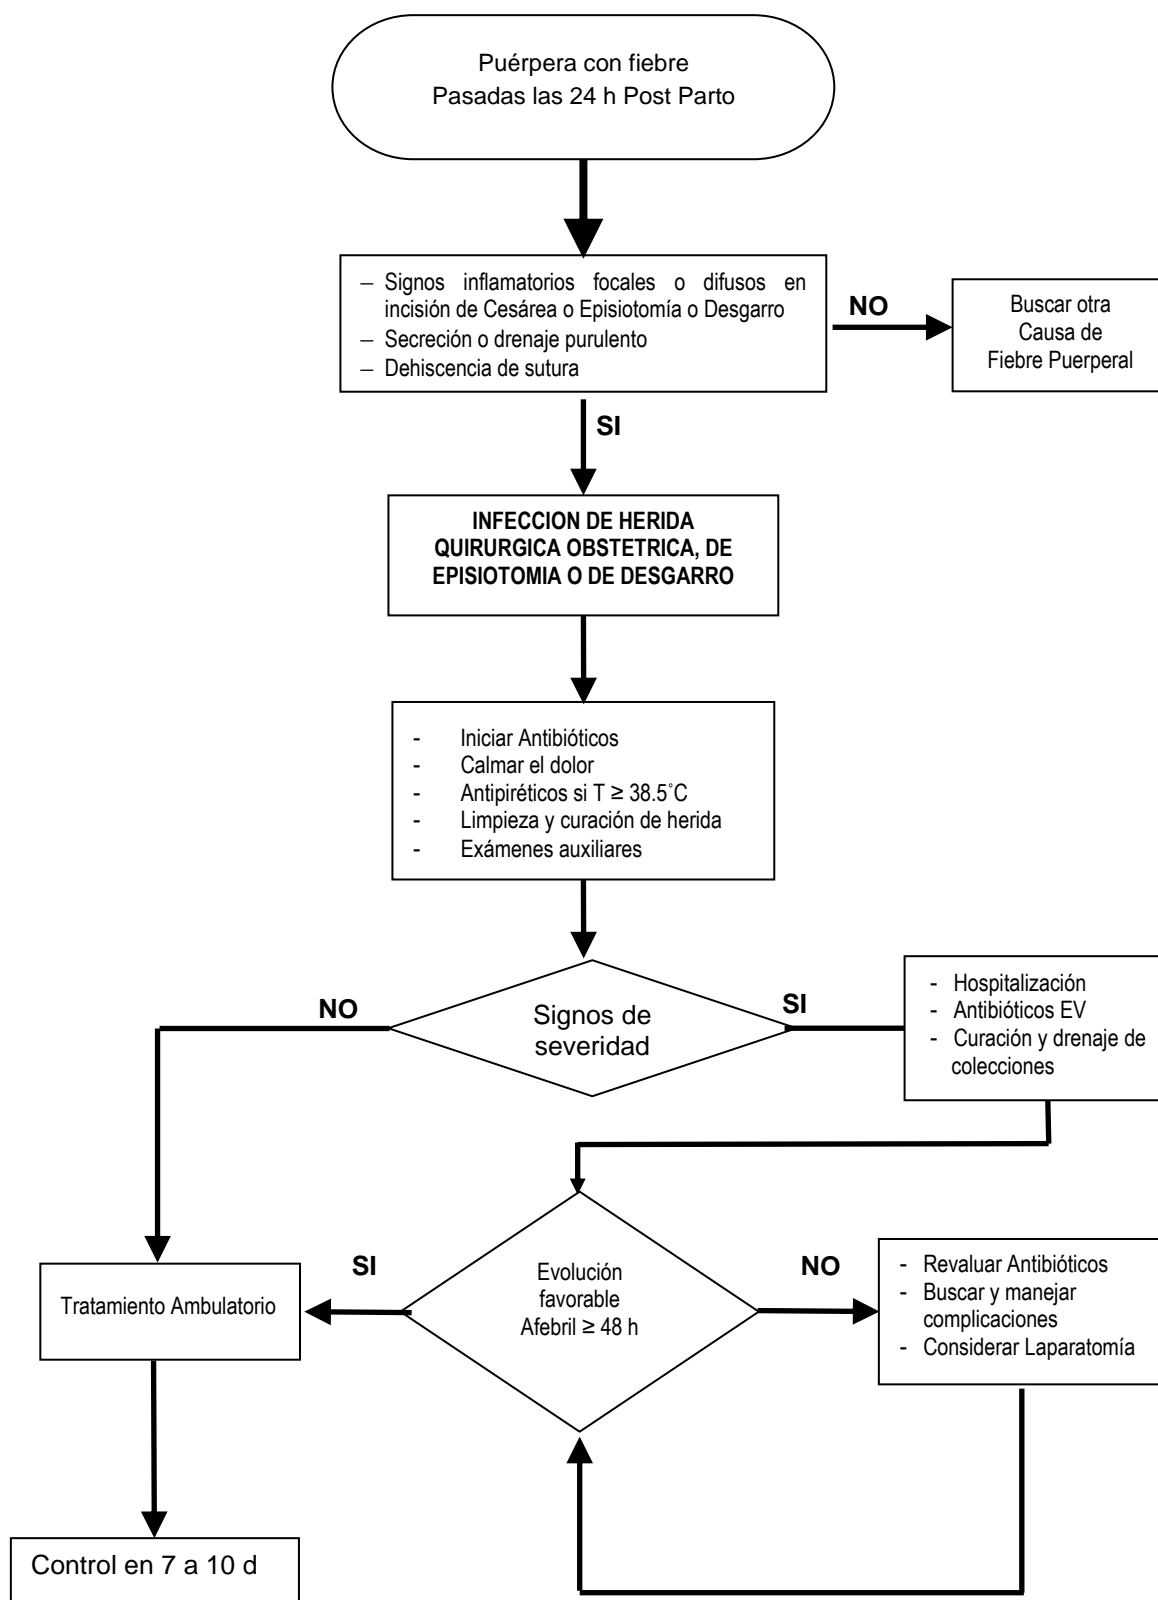 Puérpera con fiebre
Pasadas las 24 h Post Parto
– Signos inflamatorios focales o difusos en
incisión de Cesárea o Episiotomía o Desgarro
– Secreción o drenaje purulento
– Dehiscencia de sutura
NO
Buscar otra
Causa de
Fiebre Puerperal
SI
INFECCION DE HERIDA
QUIRURGICA OBSTETRICA, DE
EPISIOTOMIA O DE DESGARRO
- Iniciar Antibióticos
- Calmar el dolor
- Antipiréticos si T ≥ 38.5˚C
- Limpieza y curación de herida
- Exámenes auxiliares
NO
Signos de
severidad
SI
- Hospitalización
- Antibióticos EV
- Curación y drenaje de
colecciones
Tratamiento Ambulatorio
SI
Evolución
favorable
Afebril ≥ 48 h
NO
- Revaluar Antibióticos
- Buscar y manejar
complicaciones
- Considerar Laparatomía
Control en 7 a 10 d